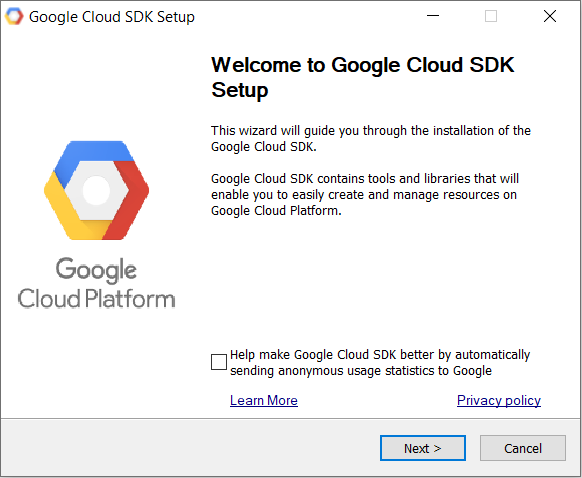 Google Cloud SDK Setup
Welcome to Google Cloud SDK
Setup
This wizard will guide you through the installation of the
Google Cloud SDK.
Google Cloud SDK contains tools and libraries that will
enable you to easily create and manage resources on
Google Cloud Platform.
Google
Cloud Platform
Help make Google Cloud SDK better by automatically
sending anonymous usage statistics to Google
Learn More
Privacy policy
Next >
Cancel